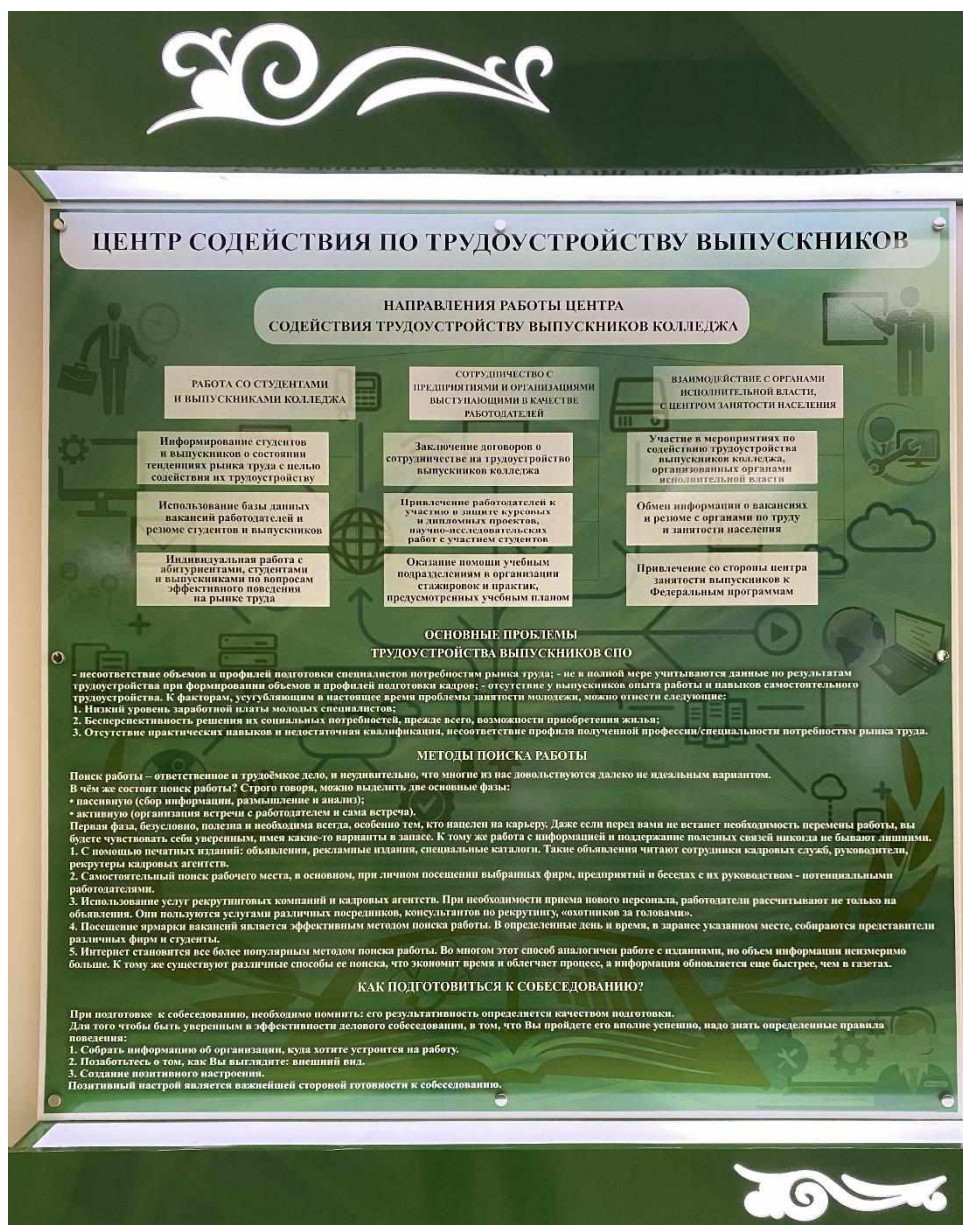 ЦЕНТР СОДЕЙСТВИЯ ПО ТРУДОУСТРОЙСТВУ ВЫПУСКНИКОВ
НАПРАВЛЕНИЯ РАБОТЫ ЦЕНТРА
СОДЕЙСТВИЯ ТРУДОУСТРОЙСТВУ ВЫПУСКНИКОВ КОЛЛЕДЖА
РАБОТА СО СТУДЕНТАМИ
И ВЫПУСКНИКАМИ КОЛЛЕДЖА
Информирование студентов
и выпускников о состоянии
тенденциях рынка труда с целью
содействия их трудоустройству
Использование базы данных
вакансий работодателей и
резюме студентов и выпускников
Индивидуальная работа с
абитуриентами, студентами
и выпускниками по вопросам
эффективного поведения
на рынке труда
СОТРУДНИЧЕСТВО С
ПРЕДПРИЯТИЯМИ И ОРГАНИЗАЦИЯМИ
ВЫСТУПАЮЩИМИ В КАЧЕСТВЕ
РАБОТОДАТЕЛЕЙ
Заключение договоров о
сотрудничестве на трудоустройство
выпускников колледжа
Привлечение работодателей к
участию в защите курсовых
и дипломных проектов,
научно-исследовательских
работ с участием студентов
Оказание помощи учебным
подразделениям в организации
стажировок и практик,
предусмотренных учебным планом
ВЗАИМОДЕЙСТВИЕ С ОРГАНАМИ
ИСПОЛНИТЕЛЬНОЙ ВЛАСТИ,
С ЦЕНТРОМ ЗАНЯТОСТИ НАСЕЛЕНИЯ
Участие в мероприятиях по
содействию трудоустройства
выпускников колледжа,
организованных органами
исполнительной власти
Обмен информации о вакансиях
и резюме с органами по труду
и занятости населения
Привлечение со стороны центра
занятости выпускников к
Федеральным программам
ОСНОВНЫЕ ПРОБЛЕМЫ
ТРУДОУСТРОЙСТВА ВЫПУСКНИКОВ СПО
- несоответствие объемов и профилей подготовки специалистов потребностям рынка труда; - не в полной мере учитываются данные по результатам
трудоустройства при формировании объемов и профилей подготовки кадров; - отсутствие у выпускников опыта работы и навыков самостоятельного
трудоустройства. К факторам, усугубляющим в настоящее время проблемы занятости молодежи, можно отнести следующие:
1. Низкий уровень заработной платы молодых специалистов;
2. Бесперспективность решения их социальных потребностей, прежде всего, возможности приобретения жилья;
3. Отсутствие практических навыков и недостаточная квалификация, несоответствие профиля полученной профессии/специальности потребностям рынка труда.
МЕТОДЫ ПОИСКА РАБОТЫ
Поиск работы – ответственное и трудоёмкое дело, и неудивительно, что многие из нас довольствуются далеко не идеальным вариантом.
В чём же состоит поиск работы? Строго говоря, можно выделить две основные фазы:
• пассивную (сбор информации, размышление и анализ);
• активную (организация встречи с работодателем и сама встреча).
Первая фаза, безусловно, полезна и необходима всегда, особенно тем, кто нацелен на карьеру. Даже если перед вами не встанет необходимость перемены работы, вы
будете чувствовать себя уверенным, имея какие-то варианты в запасе. К тому же работа с информацией и поддержание полезных связей никогда не бывают лишними.
1. С помощью печатных изданий: объявления, рекламные издания, специальные каталоги. Такие объявления читают сотрудники кадровых служб, руководители,
рекрутеры кадровых агентств.
2. Самостоятельный поиск рабочего места, в основном, при личном посещении выбранных фирм, предприятий и беседах с их руководством - потенциальными
работодателями.
3. Использование услуг рекрутинговых компаний и кадровых агентств. При необходимости приема нового персонала, работодатели рассчитывают не только на
объявления. Они пользуются услугами различных посредников, консультантов по рекрутингу, «охотников за головами».
4. Посещение ярмарки вакансий является эффективным методом поиска работы. В определенные день и время, в заранее указанном месте, собираются представители
различных фирм и студенты.
5. Интернет становится все более популярным методом поиска работы. Во многом этот способ аналогичен работе с изданиями, но объем информации неизмеримо
больше. К тому же существуют различные способы ее поиска, что экономит время и облегчает процесс, а информация обновляется еще быстрее, чем в газетах.
КАК ПОДГОТОВИТЬСЯ К СОБЕСЕДОВАНИЮ?
При подготовке к собеседованию, необходимо помнить: его результативность определяется качеством подготовки.
Для того чтобы быть уверенным в эффективности делового собеседования, в том, что Вы пройдете его вполне успешно, надо знать определенные правила
поведения:
1. Собрать информацию об организации, куда хотите устроится на работу.
2. Позаботьтесь о том, как Вы выглядите: внешний вид.
3. Создание позитивного настроения.
Позитивный настрой является важнейшей стороной готовности к собеседованию.